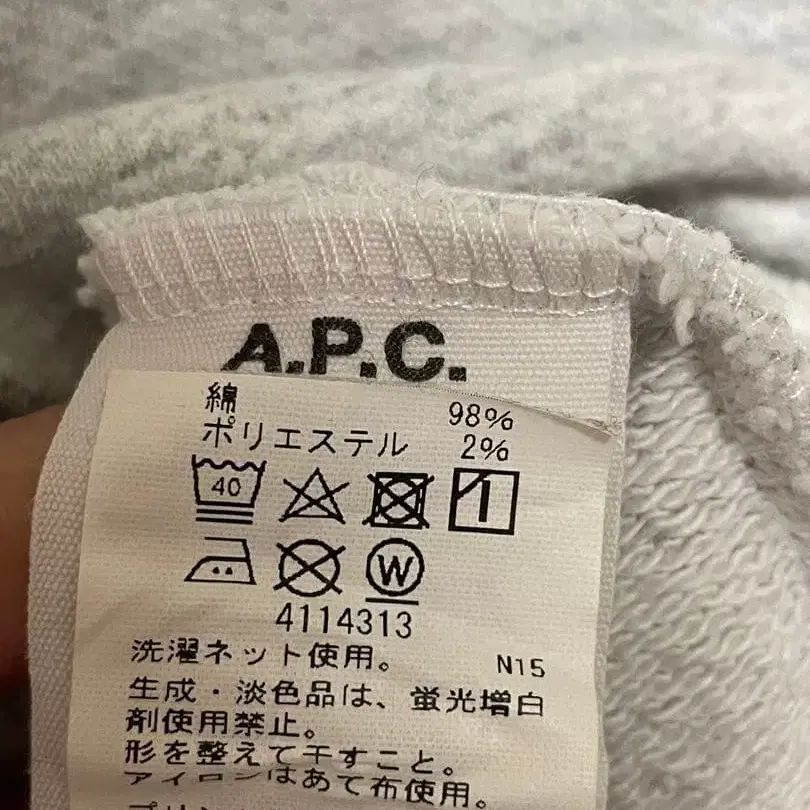 A.P.C.
綿 98%
ポリエステル 2%
40
W
4114313
洗濯ネット使用。 N15
生成・淡色品は、蛍光増白
剤使用禁止。
形を整えて干すこと。
アイロンはあて布使用。